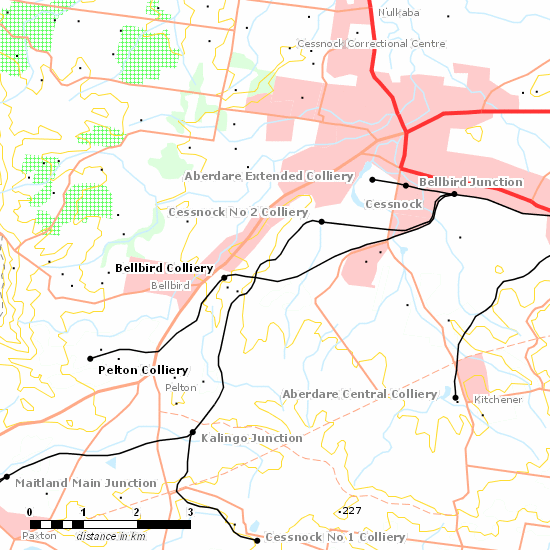 Nulkaba
Cessnock Correctional Centre
Aberdare Extended Colliery
Bellbird Junction
Cessnock
Cessnock No 2 Colliery
Bellbird Colliery
Bellbird
Pelton Colliery
Pelton
Aberdare Central Colliery
Kitchener
Kalingo Junction
Maitland Main Junction
227
0 1 2 3
distance in km
Paxton
Cessnock No 1 Colliery